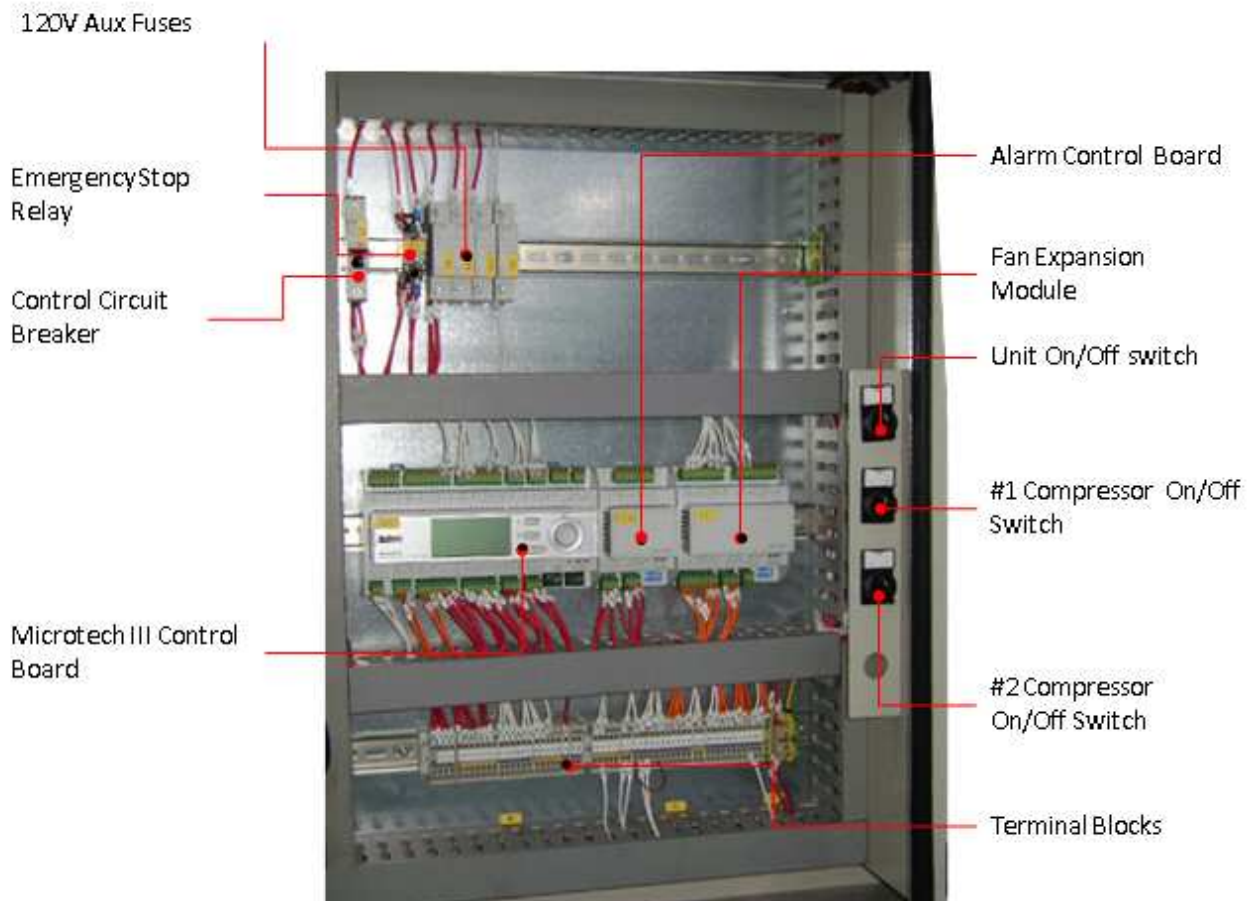 120V Aux Fuses
Emergency Stop
Relay
Control Circuit
Breaker
Microtech III Control
Board
Alarm Control Board
Fan Expansion
Module
Unit On/Off switch
#1 Compressor On/Off
Switch
#2 Compressor
On/Off Switch
Terminal Blocks